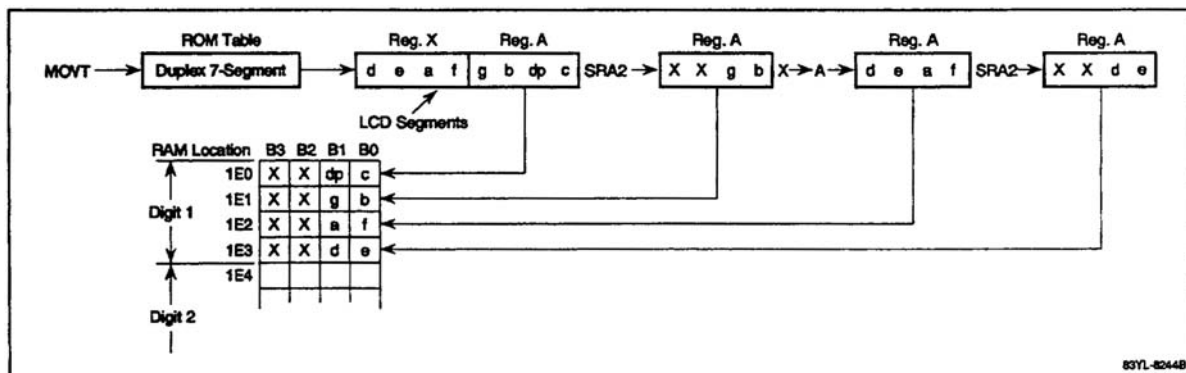 ROM Table Reg. X Reg. A Reg. A Reg. A Reg. A
MOVT Duplex 7-Segment d e a f g b dp c SRA2 X X g b X A d e a f SRA2 X X d e
LCD Segments
RAM Location B3 B2 B1 B0
1E0 X X dp c
1E1 X X g b
Digit 1
1E2 X X a f
1E3 X X d e
1E4
Digit 2
83YL-8244B